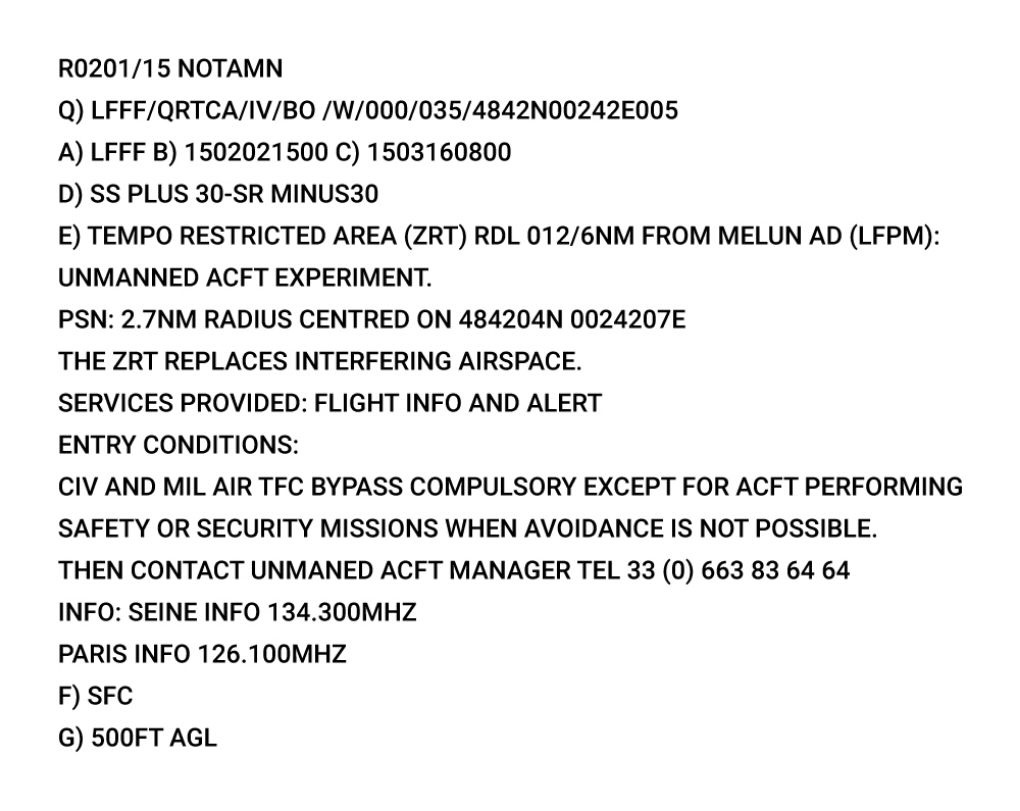 R0201/15 NOTAMN
Q) LFFF/QRTCA/IV/BO /W/000/035/4842N00242E005
A) LFFF B) 1502021500 C) 1503160800
D) SS PLUS 30-SR MINUS30
E) TEMPO RESTRICTED AREA (ZRT) RDL 012/6NM FROM MELUN AD (LFPM):
UNMANNED ACFT EXPERIMENT.
PSN: 2.7NM RADIUS CENTRED ON 484204N 0024207E
THE ZRT REPLACES INTERFERING AIRSPACE.
SERVICES PROVIDED: FLIGHT INFO AND ALERT
ENTRY CONDITIONS:
CIV AND MIL AIR TFC BYPASS COMPULSORY EXCEPT FOR ACFT PERFORMING
SAFETY OR SECURITY MISSIONS WHEN AVOIDANCE IS NOT POSSIBLE.
THEN CONTACT UNMANED ACFT MANAGER TEL 33 (0) 663 83 64 64
INFO: SEINE INFO 134.300MHZ
PARIS INFO 126.100MHZ
F) SFC
G) 500FT AGL